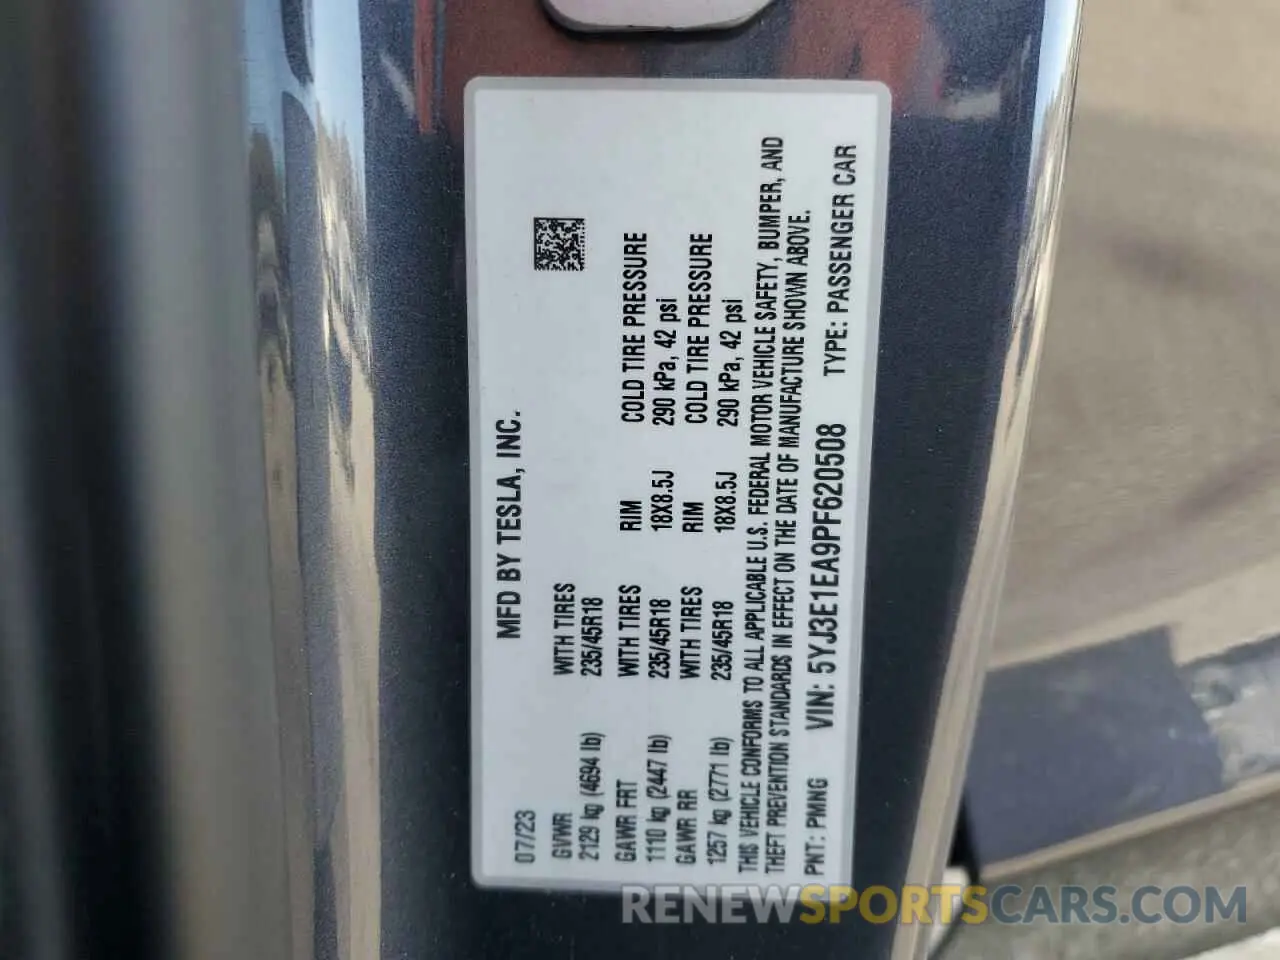 MFD BY TESLA, INC.
07/23
GVWR WITH TIRES
2129 kg (4694 lb) 235/45R18
GAWR FRT WITH TIRES RIM COLD TIRE PRESSURE
1110 kg (2447 lb) 235/45R18 18X8.5J 290 kPa, 42 psi
GAWR RR WITH TIRES RIM COLD TIRE PRESSURE
1257 kg (2771 lb) 235/45R18 18X8.5J 290 kPa, 42 psi
THIS VEHICLE CONFORMS TO ALL APPLICABLE U.S. FEDERAL MOTOR VEHICLE SAFETY, BUMPER, AND
THEFT PREVENTION STANDARDS IN EFFECT ON THE DATE OF MANUFACTURE SHOWN ABOVE.
PNT: PMNG VIN: 5YJ3E1EA9PF620508 TYPE: PASSENGER CAR
RENEWSPORTSCARS.COM